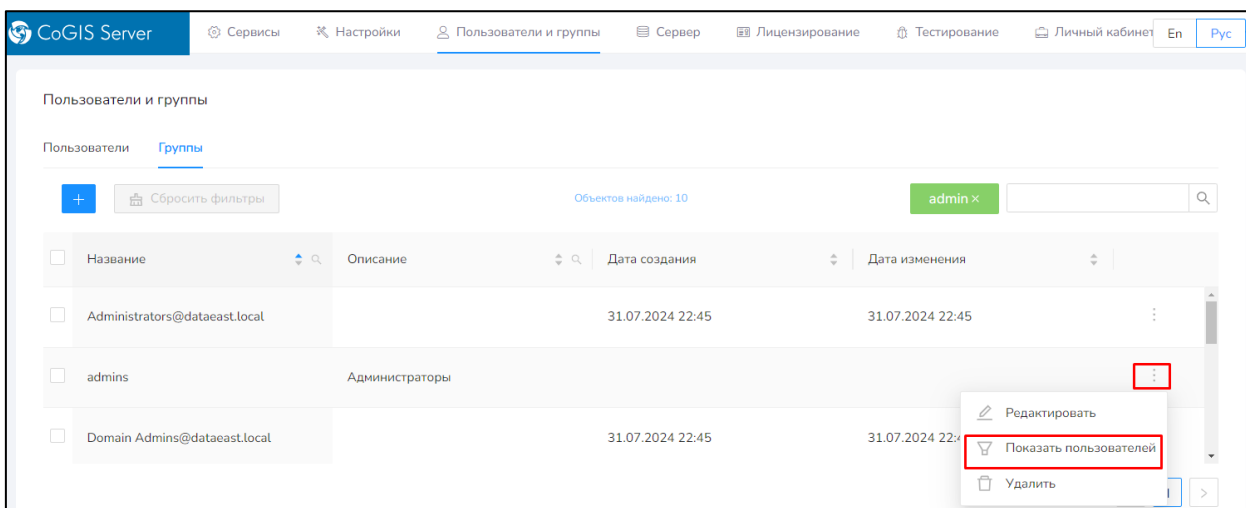 CoGIS Server Сервисы Настройки Пользователи и группы Сервер Лицензирование Тестирование Личный кабинет En Рус
Пользователи и группы
Пользователи Группы
+ Сбросить фильтры Объектов найдено: 10 admin ×
Название Описание Дата создания Дата изменения
Administrators@dataeast.local 31.07.2024 22:45 31.07.2024 22:45
admins Администраторы
Редактировать
Domain Admins@dataeast.local 31.07.2024 22:45 31.07.2024 22:4
Показать пользователей
Удалить